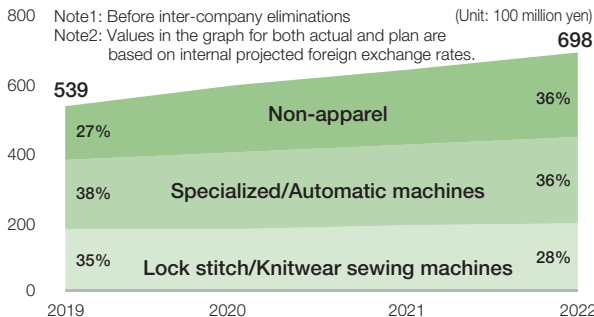 800
Note1: Before inter-company eliminations
(Unit: 100 million yen)
Note2: Values in the graph for both actual and plan are
based on internal projected foreign exchange rates.
698
600
539
36%
Non-apparel
27%
400
38%
Specialized/Automatic machines
36%
200
35%
Lock stitch/Knitwear sewing machines
28%
0
2019
2020
2021
2022